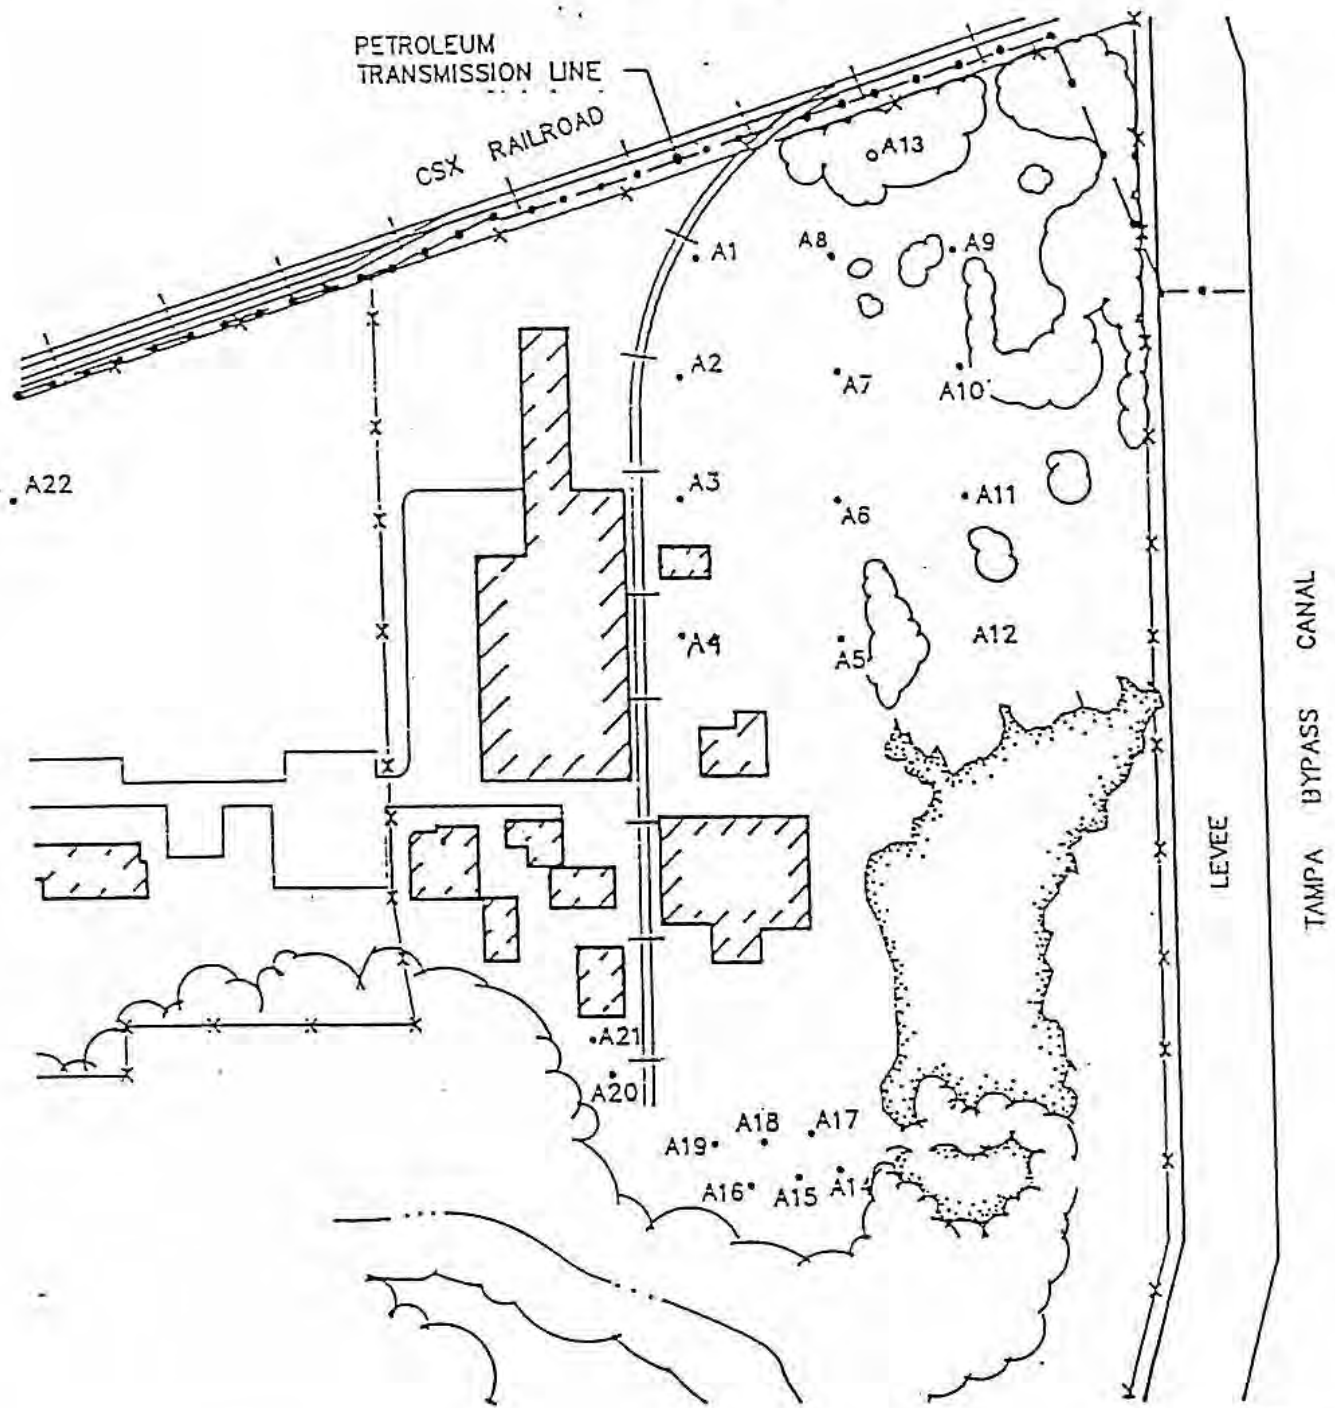 PETROLEUM
TRANSMISSION LINE
CSX RAILROAD
A13
A1
A8
A9
A2
A7
A10
A22
A3
A6
A11
A4
A5
A12
LEVEE
TAMPA BYPASS CANAL
A21
A20
A19
A18
A17
A16
A15
A14